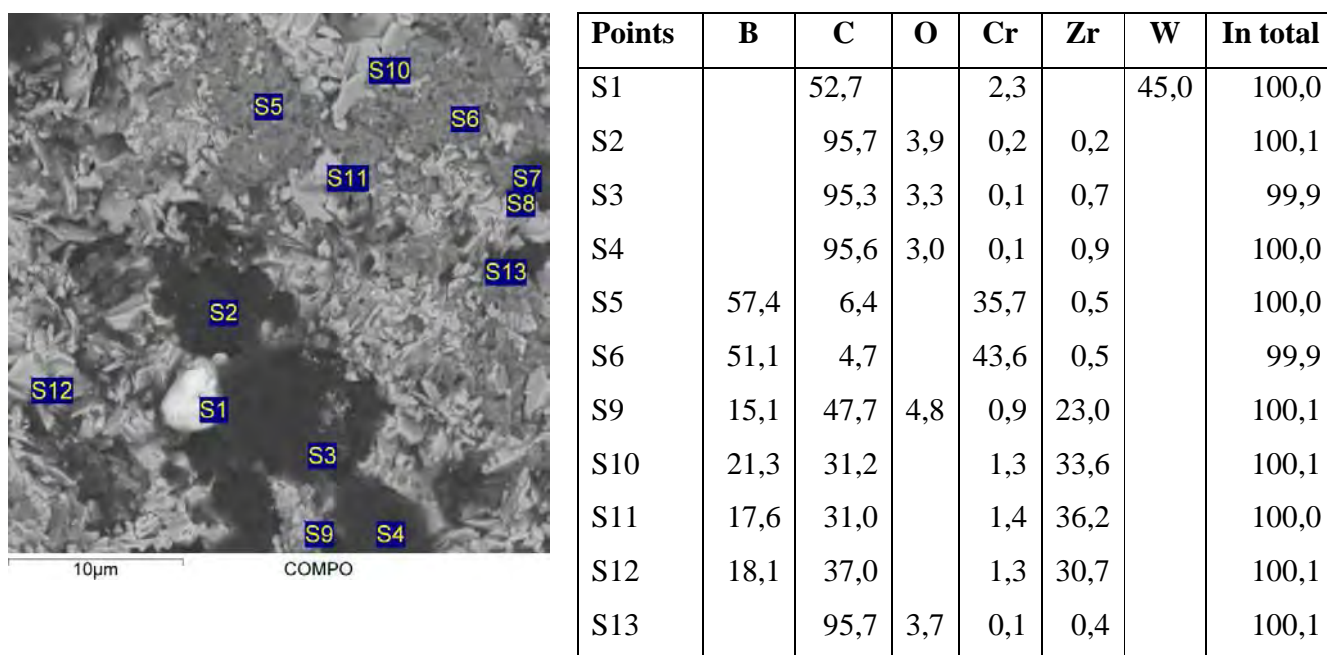 S10
S5
S6
S11
S7
S8
S13
S2
S12
S1
S3
S9 S4
10µm COMPO
Points B C O Cr Zr W In total
S1 52,7 2,3 45,0 100,0
S2 95,7 3,9 0,2 0,2 100,1
S3 95,3 3,3 0,1 0,7 99,9
S4 95,6 3,0 0,1 0,9 100,0
S5 57,4 6,4 35,7 0,5 100,0
S6 51,1 4,7 43,6 0,5 99,9
S9 15,1 47,7 4,8 0,9 23,0 100,1
S10 21,3 31,2 1,3 33,6 100,1
S11 17,6 31,0 1,4 36,2 100,0
S12 18,1 37,0 1,3 30,7 100,1
S13 95,7 3,7 0,1 0,4 100,1